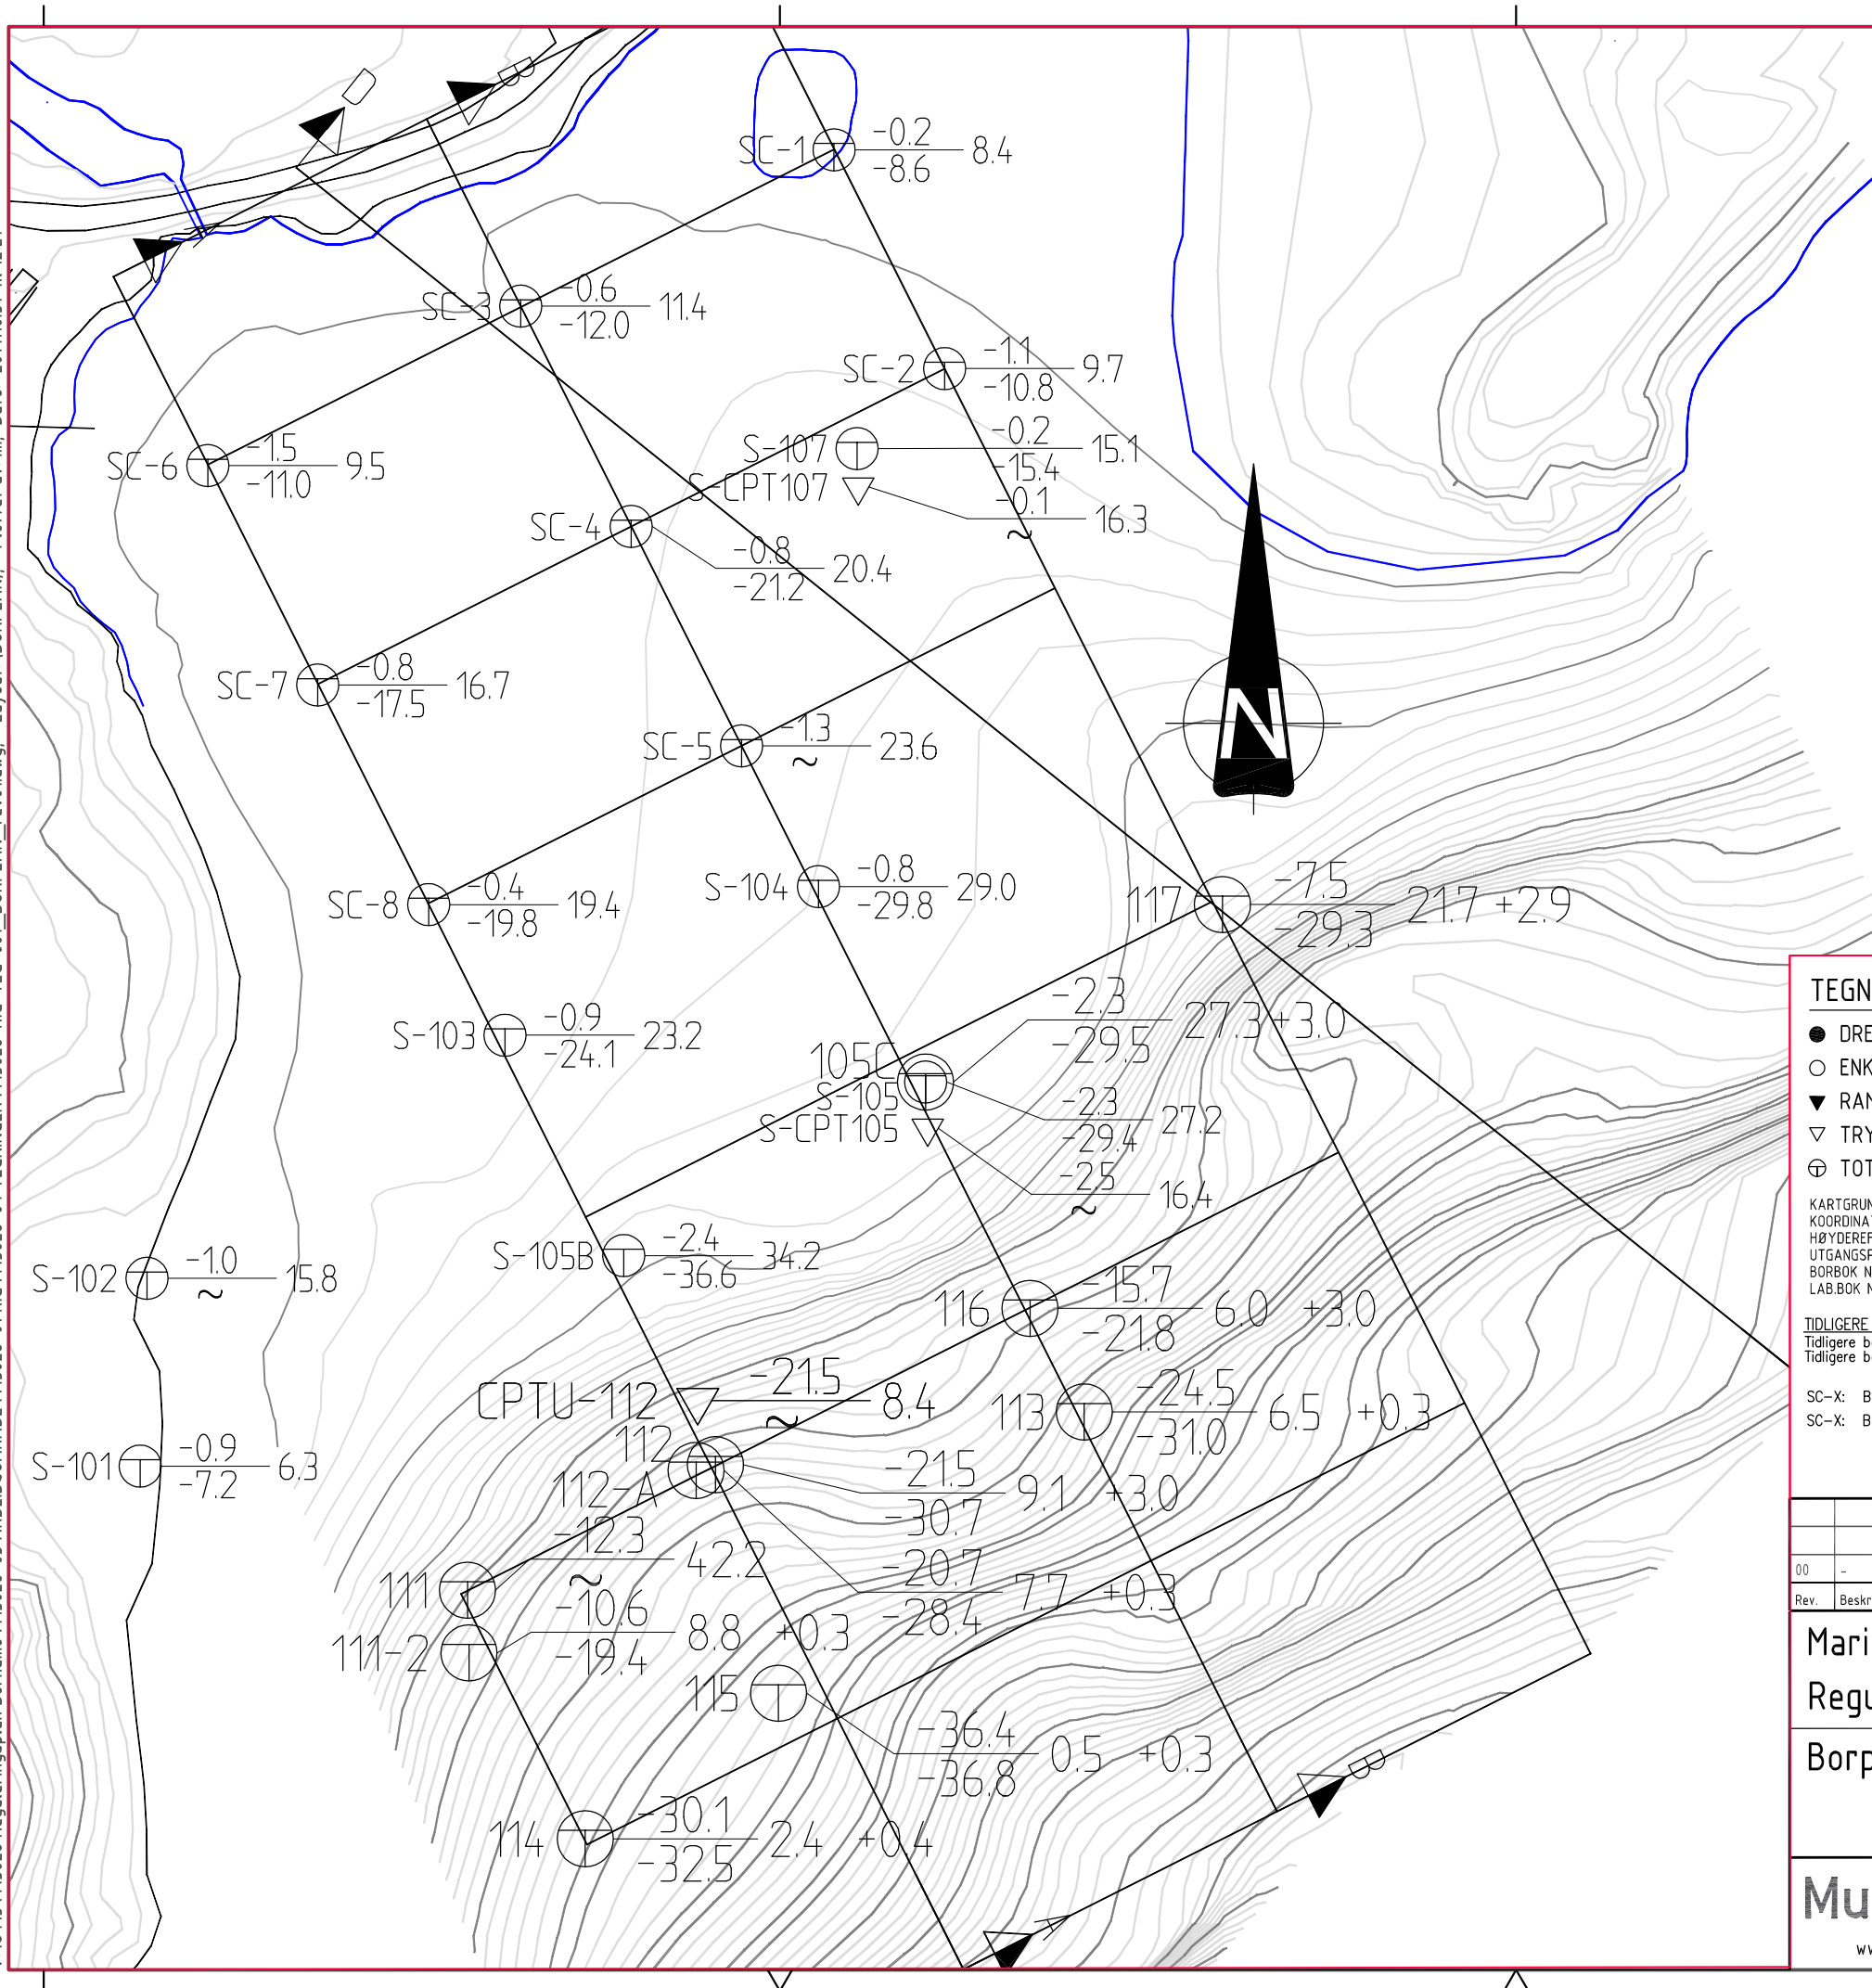 B
SC-1 -0.2 8.4
-8.6
SC-3 -0.6 11.4
-12.0
SC-2 -1.1 9.7
-10.8
S-107 -0.2 15.1
-15.4
S-CPT107 -0.1 16.3
~
SC-6 -1.5 9.5
-11.0
SC-4 -0.8 20.4
-21.2
SC-7 -0.8 16.7
-17.5
SC-5 -1.3 23.6
~
N
SC-8 -0.4 19.4
-19.8
S-104 -0.8 29.0
-29.8
117 -7.5 21.7 +2.9
-29.3
S-103 -0.9 23.2
-24.1
105C -2.3 27.3 +3.0
-29.5
S-105 -2.3 27.2
-29.4
S-CPT105 -2.5 16.4
~
S-105B -2.4 34.2
-36.6
S-102 -1.0 15.8
~
116 -15.7 6.0 +3.0
-21.8
CPTU-112 -21.5 8.4
~
113 -24.5 6.5 +0.3
-31.0
S-101 -0.9 6.3
-7.2
112 -21.5 9.1 +3.0
-30.7
112-A -20.7 7.7 +0.3
-28.4
111 -12.3 42.2
~
111-2 -10.6 8.8 +0.3
-19.4
115 -36.4 0.5 +0.3
-36.8
114 -30.1 2.4 +0.4
-32.5
B
A
TEGN
DRE
ENK
RAM
TRY
TOT
KARTGRUN
KOORDINA
HØYDEREF
UTGANGSP
BORBOK N
LAB.BOK N
TIDLIGERE
Tidligere b
Tidligere b
SC-X: B
SC-X: B
00 -
Rev. Beskr
Mari
Regu
Borp
Mu
ww